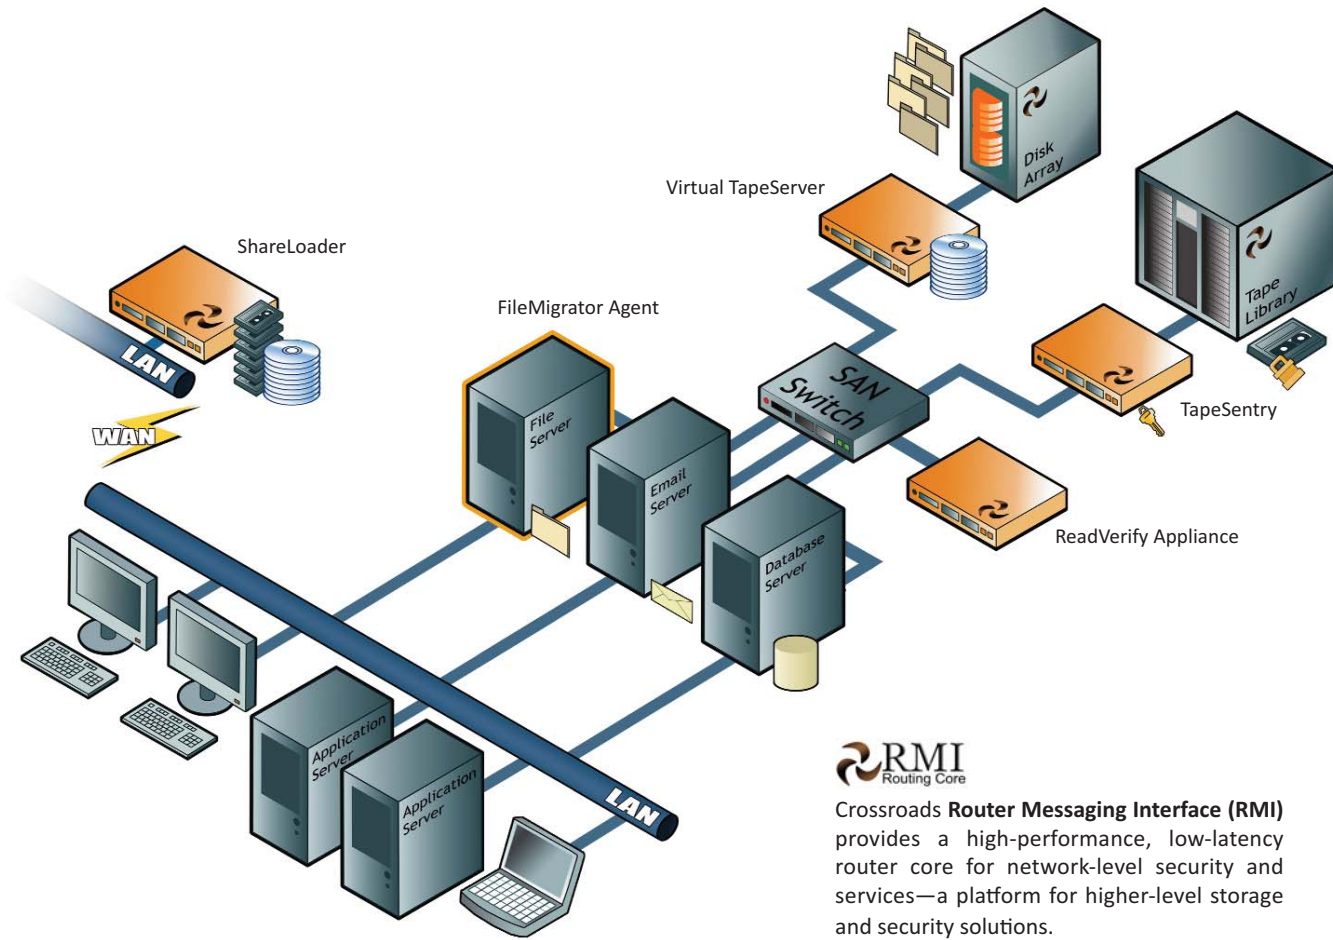 Disk
Array
Virtual TapeServer
Tape
Library
ShareLoader
LAN
FileMigrator Agent
SAN
Switch
TapeSentry
File
Server
WAN
Email
Server
ReadVerify Appliance
Database
Server
Application
Server
Application
Server
LAN
RMI
Routing Core
Crossroads Router Messaging Interface (RMI)
provides a high-performance, low-latency
router core for network-level security and
services—a platform for higher-level storage
and security solutions.